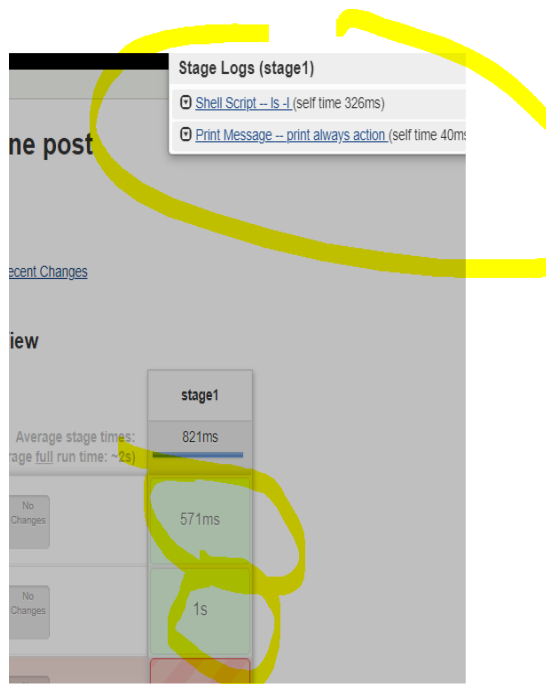 Stage Logs (stage1)
Shell Script -- ls -l (self time 326ms)
Print Message -- print always action (self time 40ms
ne post
ecent Changes
iew
stage1
Average stage times:
821ms
rage full run time: ~2s)
No
Changes
571ms
No
Changes
1s